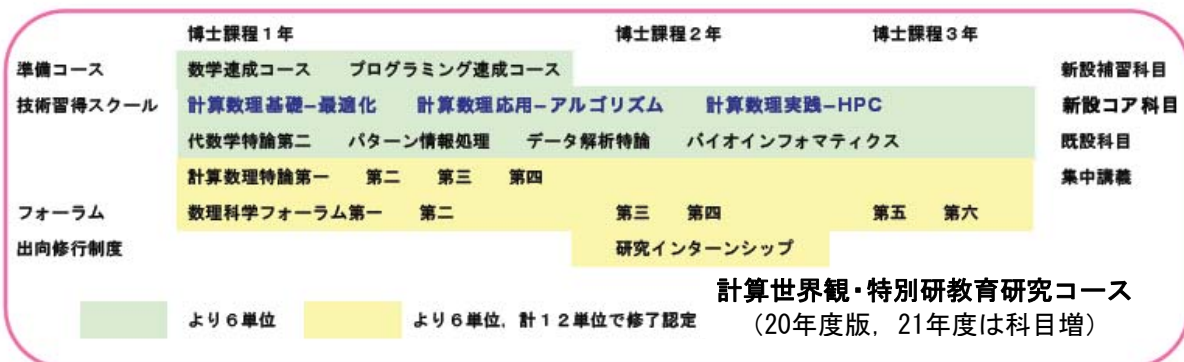 博士課程１年 博士課程２年 博士課程３年
準備コース 数学速成コース プログラミング速成コース 新設補習科目
技術習得スクール 計算数理基礎−最適化 計算数理応用−アルゴリズム 計算数理実践−HPC 新設コア科目
代数学特論第二 パターン情報処理 データ解析特論 バイオインフォマティクス 既設科目
計算数理特論第一 第二 第三 第四 集中講義
フォーラム 数理科学フォーラム第一 第二 第三 第四 第五 第六
出向修行制度 研究インターンシップ
計算世界観・特別研教育研究コース
より６単位 より６単位，計１２単位で修了認定 （20年度版，21年度は科目増）